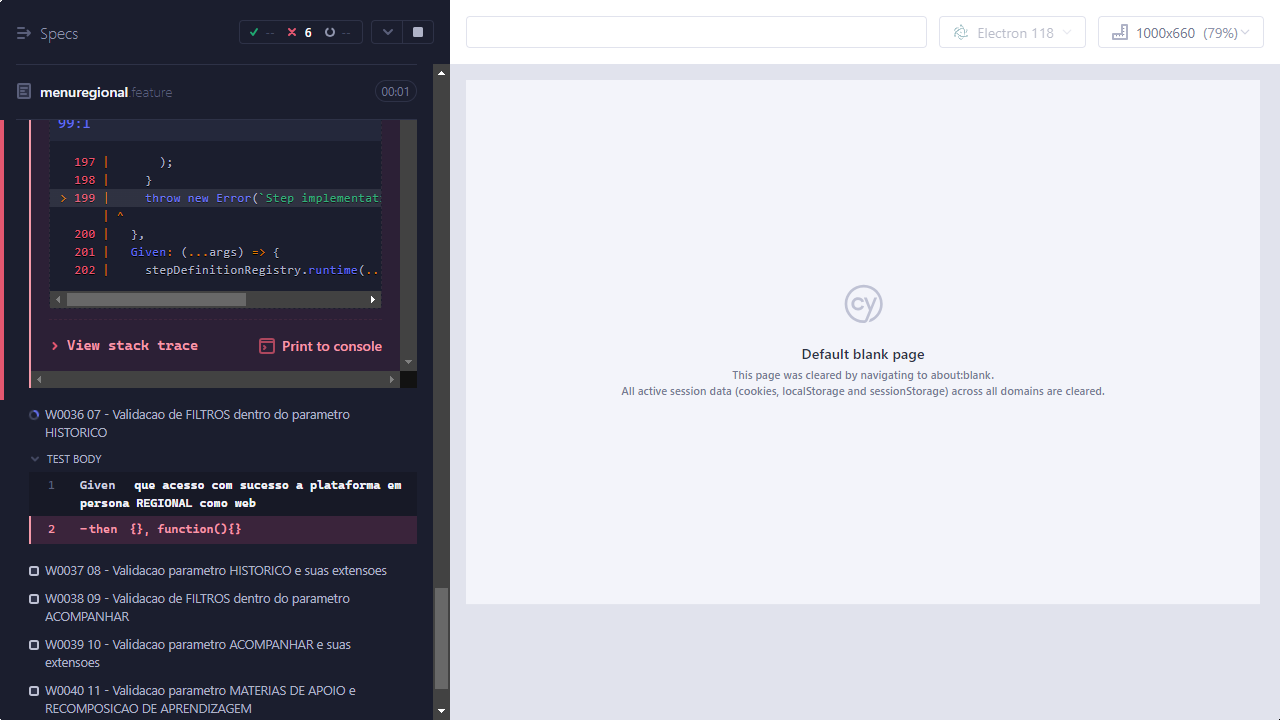 Specs
--
6
--
Electron 118
1000x660 (79%)
menuregional.feature
00:01
99:1
197 | );
198 | }
> 199 | throw new Error(`Step implementat
| ^
200 | },
201 | Given: (...args) => {
202 | stepDefinitionRegistry.runtime(..
View stack trace
Print to console
W0036 07 - Validacao de FILTROS dentro do parametro
HISTORICO
TEST BODY
1 Given que acesso com sucesso a plataforma em
persona REGIONAL como web
2 -then {}, function(){}
W0037 08 - Validacao parametro HISTORICO e suas extensoes
W0038 09 - Validacao de FILTROS dentro do parametro
ACOMPANHAR
W0039 10 - Validacao parametro ACOMPANHAR e suas
extensoes
W0040 11 - Validacao parametro MATERIAS DE APOIO e
RECOMPOSICAO DE APRENDIZAGEM
cy
Default blank page
This page was cleared by navigating to about:blank.
All active session data (cookies, localStorage and sessionStorage) across all domains are cleared.